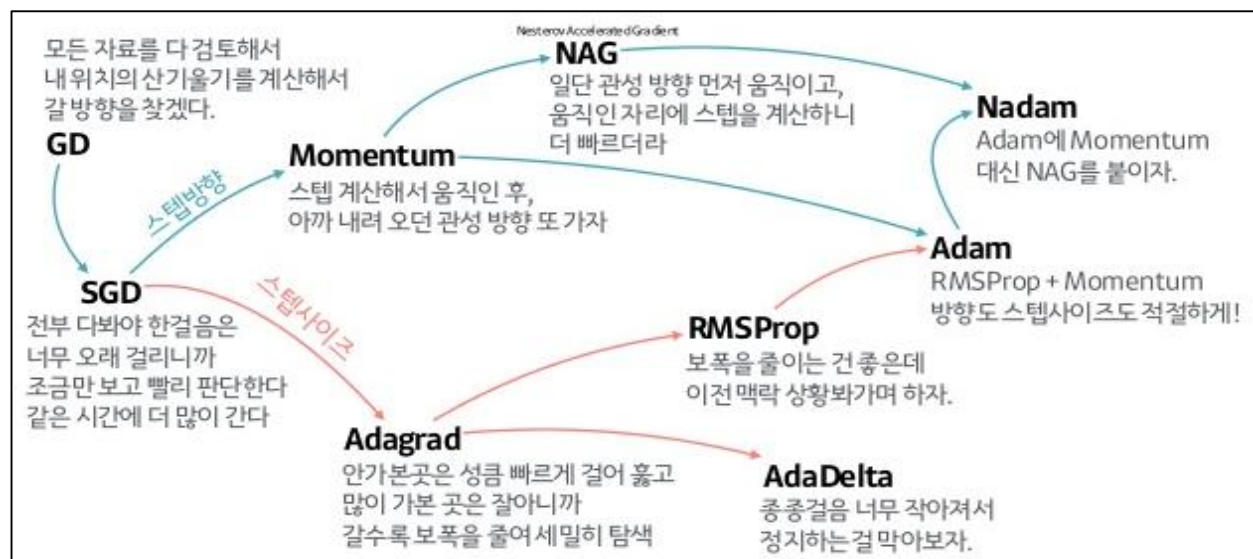 모든 자료를 다 검토해서
내 위치의 산기울기를 계산해서
갈 방향을 찾겠다.
GD
스텝방향
Momentum
스텝 계산해서 움직인 후,
아까 내려 오던 관성 방향 또 가자
Nesterov Accelerated Gradient
NAG
일단 관성 방향 먼저 움직이고,
움직인 자리에 스텝을 계산하니
더 빠르더라
Nadam
Adam에 Momentum
대신 NAG를 붙이자.
Adam
RMSProp + Momentum
방향도 스텝사이즈도 적절하게!
SGD
전부 다봐야 한걸음은
너무 오래 걸리니까
조금만 보고 빨리 판단한다
같은 시간에 더 많이 간다
스텝사이즈
RMSProp
보폭을 줄이는 건 좋은데
이전 맥락 상황봐가며 하자.
Adagrad
안가본곳은 성큼 빠르게 걸어 훓고
많이 가본 곳은 잘아니까
갈수록 보폭을 줄여 세밀히 탐색
AdaDelta
종종걸음 너무 작아져서
정지하는걸 막아보자.